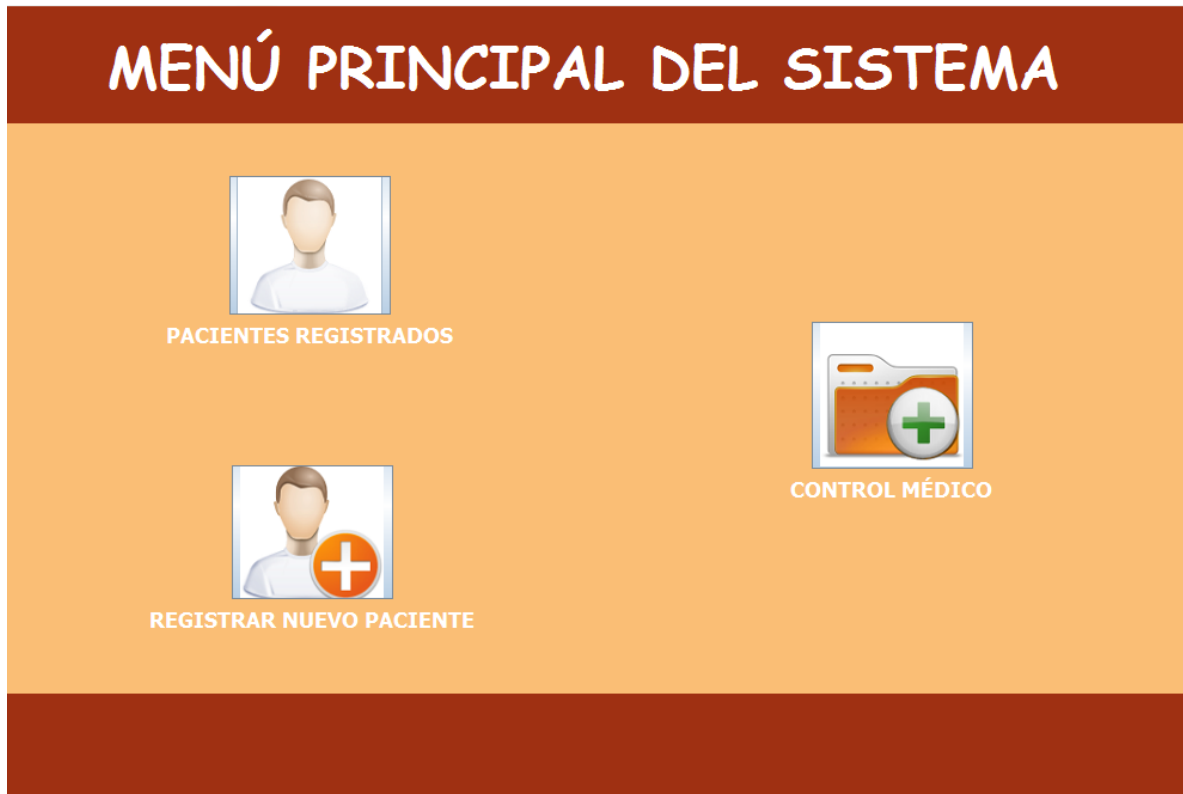 MENÚ PRINCIPAL DEL SISTEMA
PACIENTES REGISTRADOS
CONTROL MÉDICO
REGISTRAR NUEVO PACIENTE